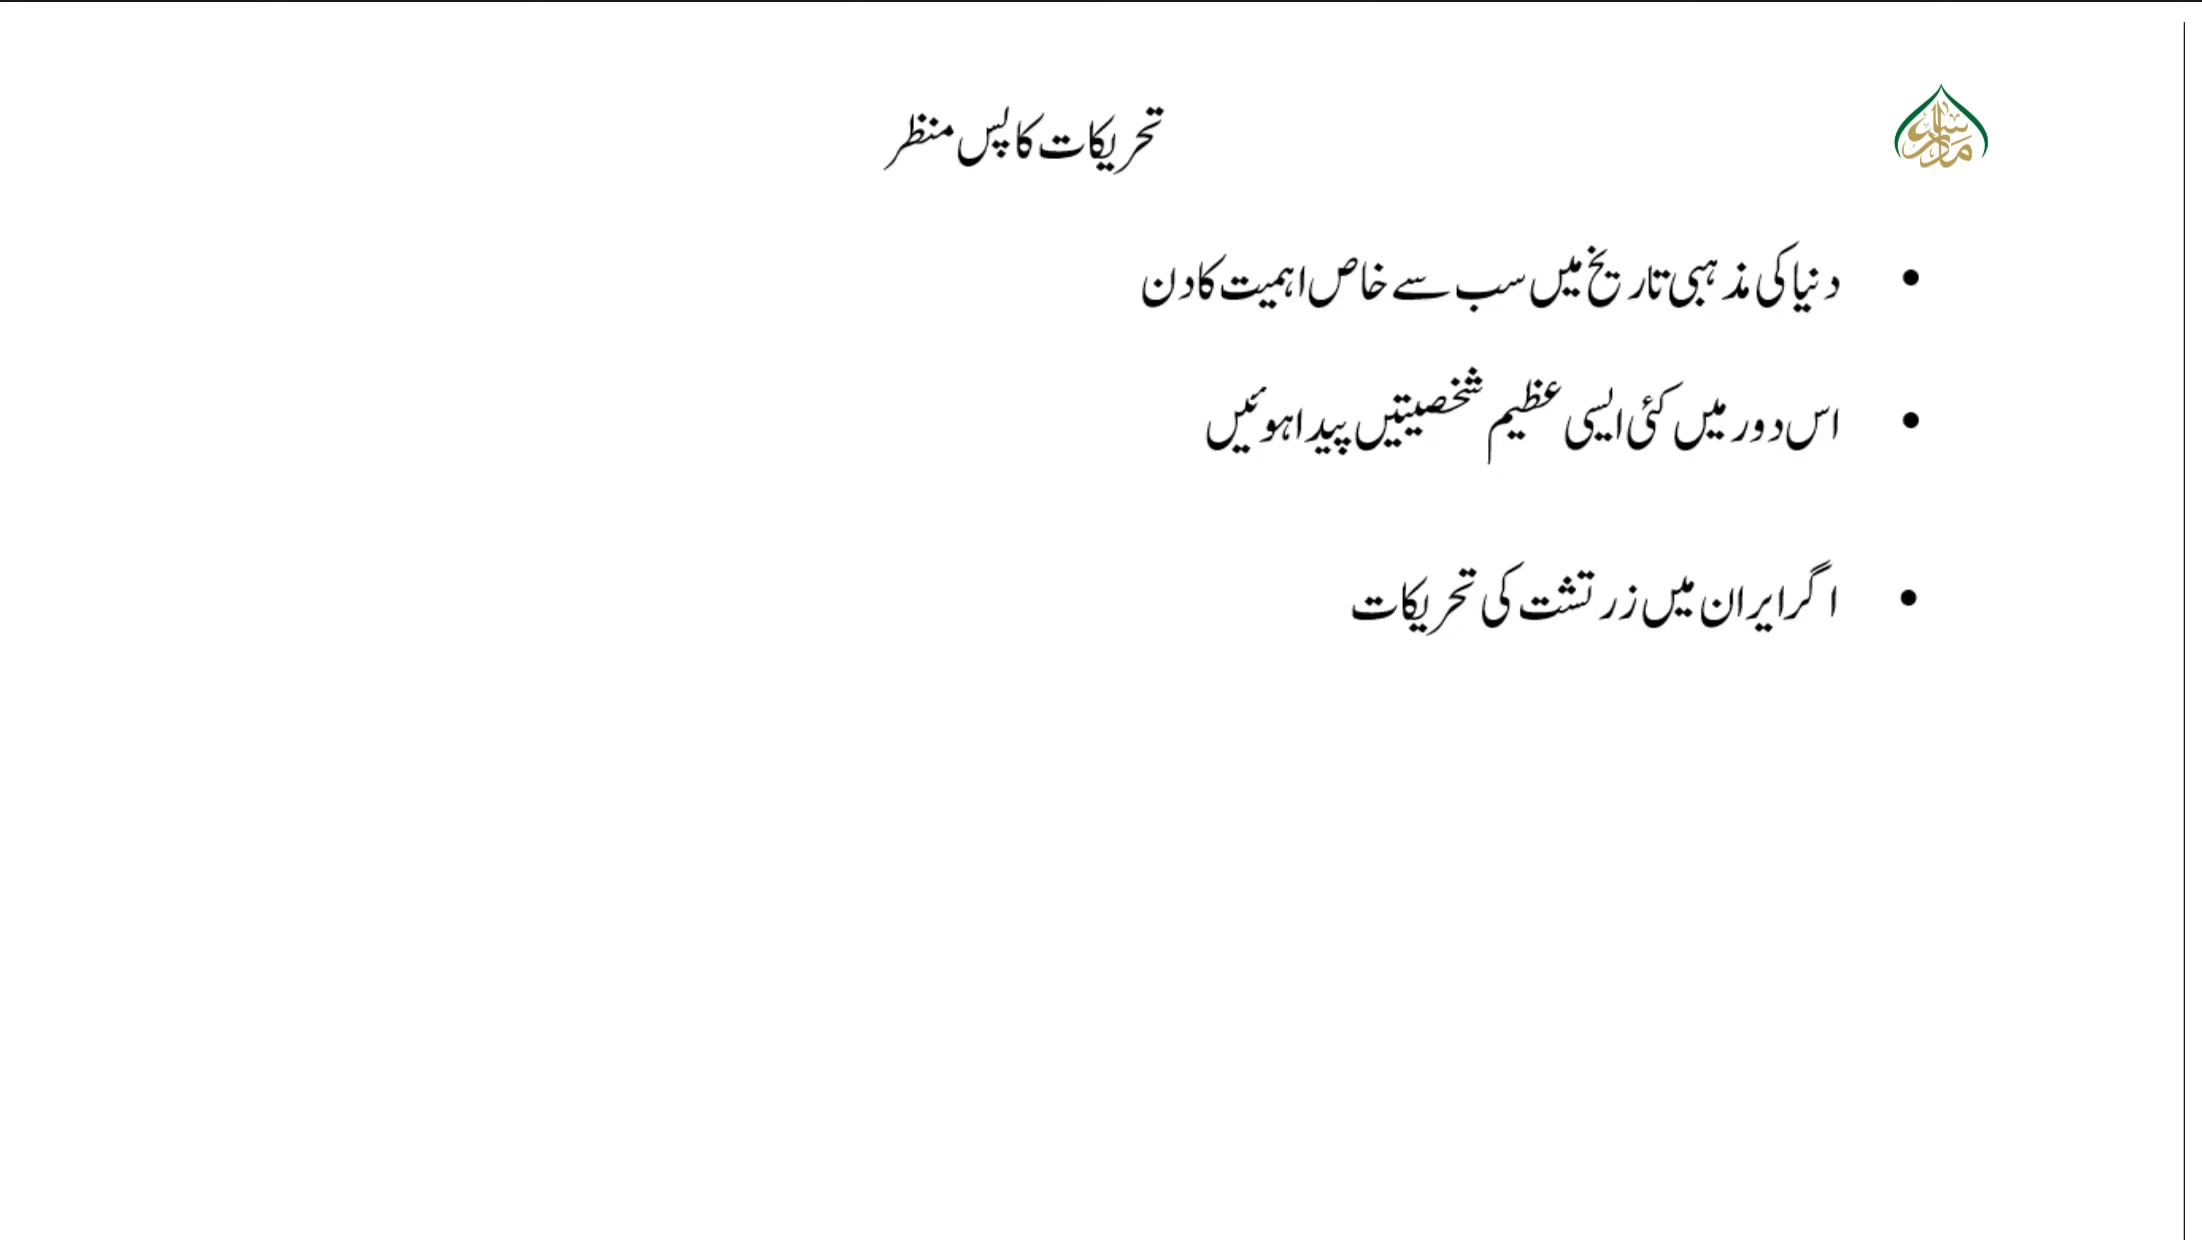 تحریکات کا پس منظر
• دنیا کی مذہبی تاریخ میں سب سے خاص اہمیت کا دن
• اس دور میں کئی ایسی عظیم شخصیتیں پیدا ہوئیں
• اگر ایران میں زرتشت کی تحریکات